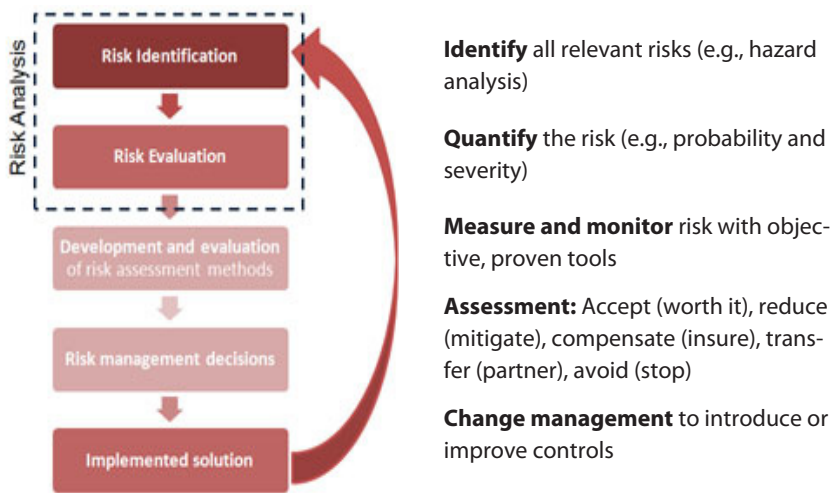 Risk Analysis
Risk Identification
Identify all relevant risks (e.g., hazard
analysis)
Risk Evaluation
Quantify the risk (e.g., probability and
severity)
Development and evaluation
of risk assessment methods
Measure and monitor risk with objec-
tive, proven tools
Risk management decisions
Assessment: Accept (worth it), reduce
(mitigate), compensate (insure), trans-
fer (partner), avoid (stop)
Implemented solution
Change management to introduce or
improve controls